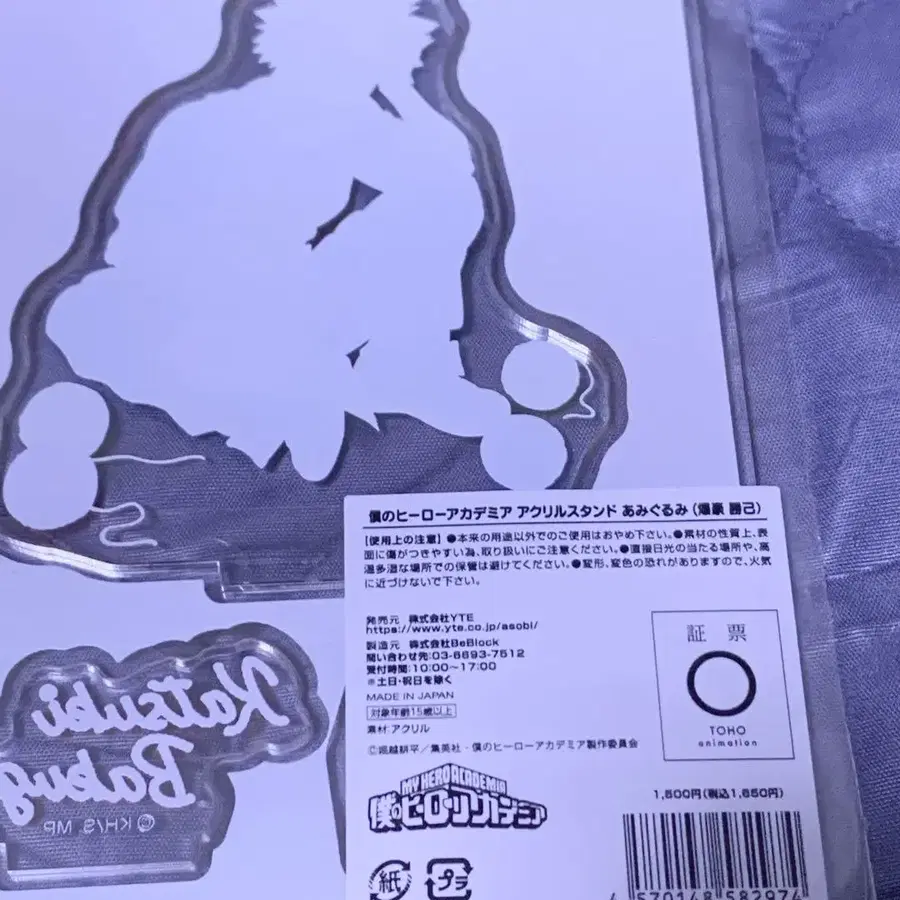 僕のヒーローアカデミア アクリルスタンド あみぐるみ (爆豪 勝己)
【使用上の注意】●本来の用途以外でのご使用はおやめ下さい。●素材の性質上、表
面に傷がつきやすい為、取り扱いにご注意ください。●直接日光の当たる場所や、高
温多湿な場所での保管は避けてください。●変形、変色の恐れがありますので、火気
に近づけないで下さい。
発売元 株式会社YTE
https://www.yte.co.jp/asobi/
製造元 株式会社BeBlock
問い合わせ先:03-6693-7512
受付時間:10:00～17:00
※土日・祝日を除く
MADE IN JAPAN
対象年齢15歳以上
素材:アクリル
©堀越耕平／集英社・僕のヒーローアカデミア製作委員会
証 票
TOHO
animation
MY HERO ACADEMIA
僕のヒーローアカデミア
1,500円(税込1,650円)
紙
プラ
4 570148 582974
Katsuki
Bakug
©KH/S, MP